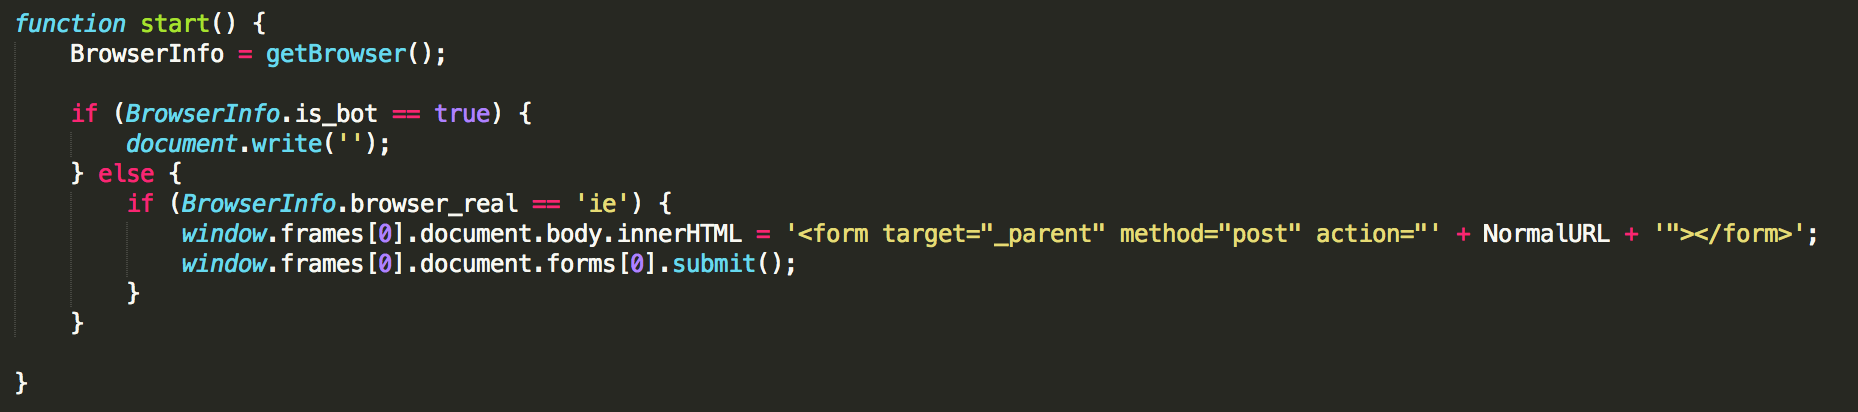 function start() {
    BrowserInfo = getBrowser();
    if (BrowserInfo.is_bot == true) {
        document.write('');
    } else {
        if (BrowserInfo.browser_real == 'ie') {
            window.frames[0].document.body.innerHTML = '<form target="_parent" method="post" action="' + NormalURL + '"></form>';
            window.frames[0].document.forms[0].submit();
        }
    }
}